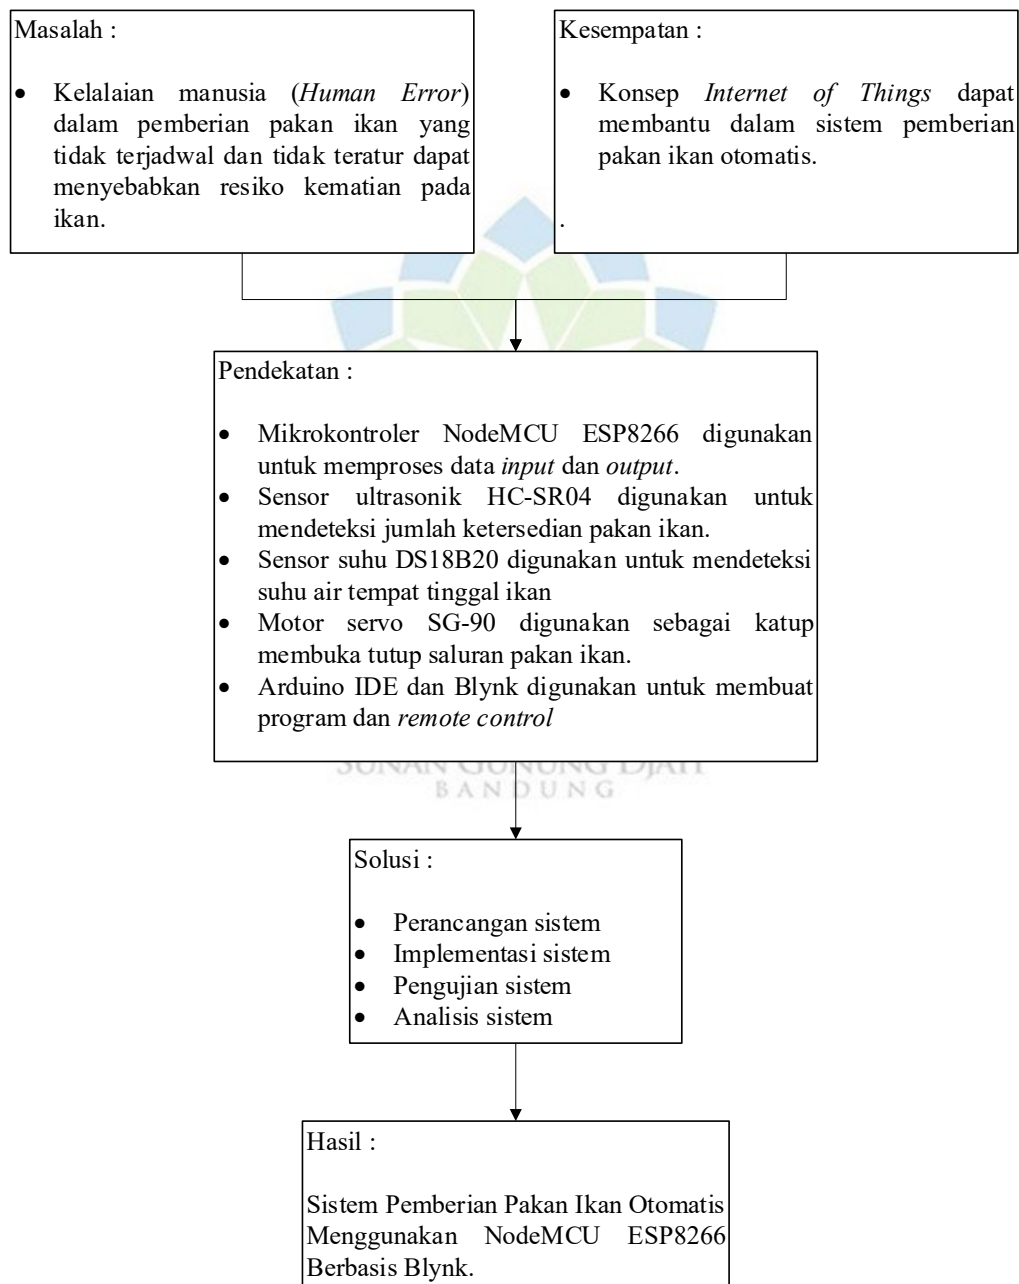 Masalah :
• Kelalaian manusia (Human Error)
dalam pemberian pakan ikan yang
tidak terjadwal dan tidak teratur dapat
menyebabkan resiko kematian pada
ikan.
Kesempatan :
• Konsep Internet of Things dapat
membantu dalam sistem pemberian
pakan ikan otomatis.
.
Pendekatan :
• Mikrokontroler NodeMCU ESP8266 digunakan
untuk memproses data input dan output.
• Sensor ultrasonik HC-SR04 digunakan untuk
mendeteksi jumlah ketersedian pakan ikan.
• Sensor suhu DS18B20 digunakan untuk mendeteksi
suhu air tempat tinggal ikan
• Motor servo SG-90 digunakan sebagai katup
membuka tutup saluran pakan ikan.
• Arduino IDE dan Blynk digunakan untuk membuat
program dan remote control
SUNAN GUNUNG DJATI
BANDUNG
Solusi :
• Perancangan sistem
• Implementasi sistem
• Pengujian sistem
• Analisis sistem
Hasil :
Sistem Pemberian Pakan Ikan Otomatis
Menggunakan NodeMCU ESP8266
Berbasis Blynk.